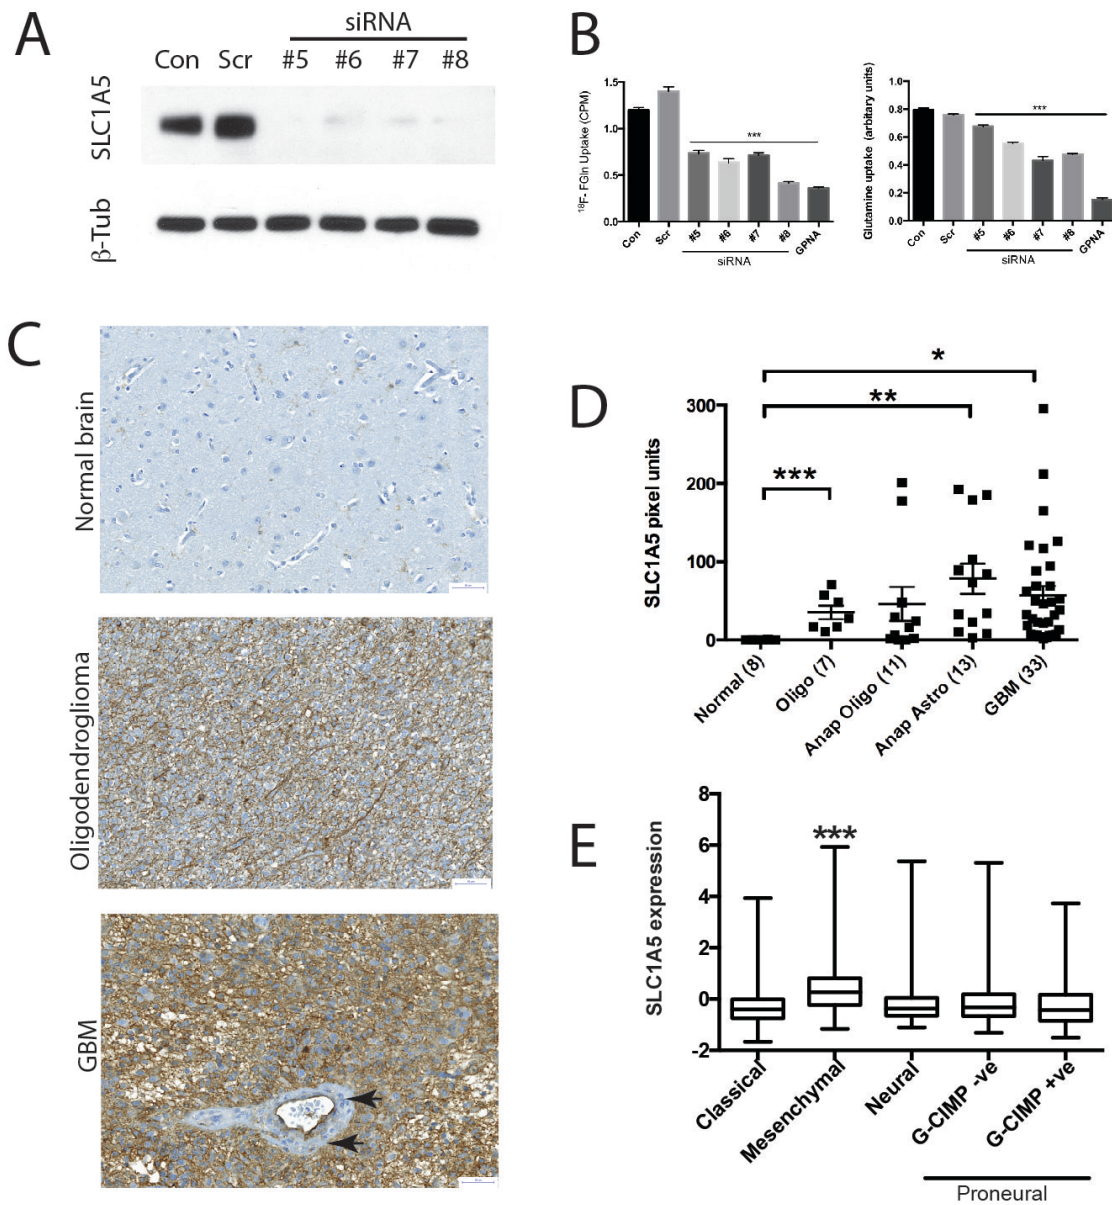 A
siRNA
Con Scr #5 #6 #7 #8
SLC1A5
β-Tub
B
18F- FGln Uptake (CPM)
1.5
1.0
0.5
0.0
***
Con Scr #5 #6 #7 #8 GPNA
siRNA
Glutamine uptake (arbitary units)
1.0
0.8
0.6
0.4
0.2
0.0
***
Con Scr #5 #6 #7 #8 GPNA
siRNA
C
Normal brain
Oligodendroglioma
GBM
D
*
**
***
SLC1A5 pixel units
300
200
100
0
Normal (8) Oligo (7) Anap Oligo (11) Anap Astro (13) GBM (33)
E
SLC1A5 expression
8
6
4
2
0
-2
***
Classical Mesenchymal Neural G-CIMP -ve G-CIMP +ve
Proneural